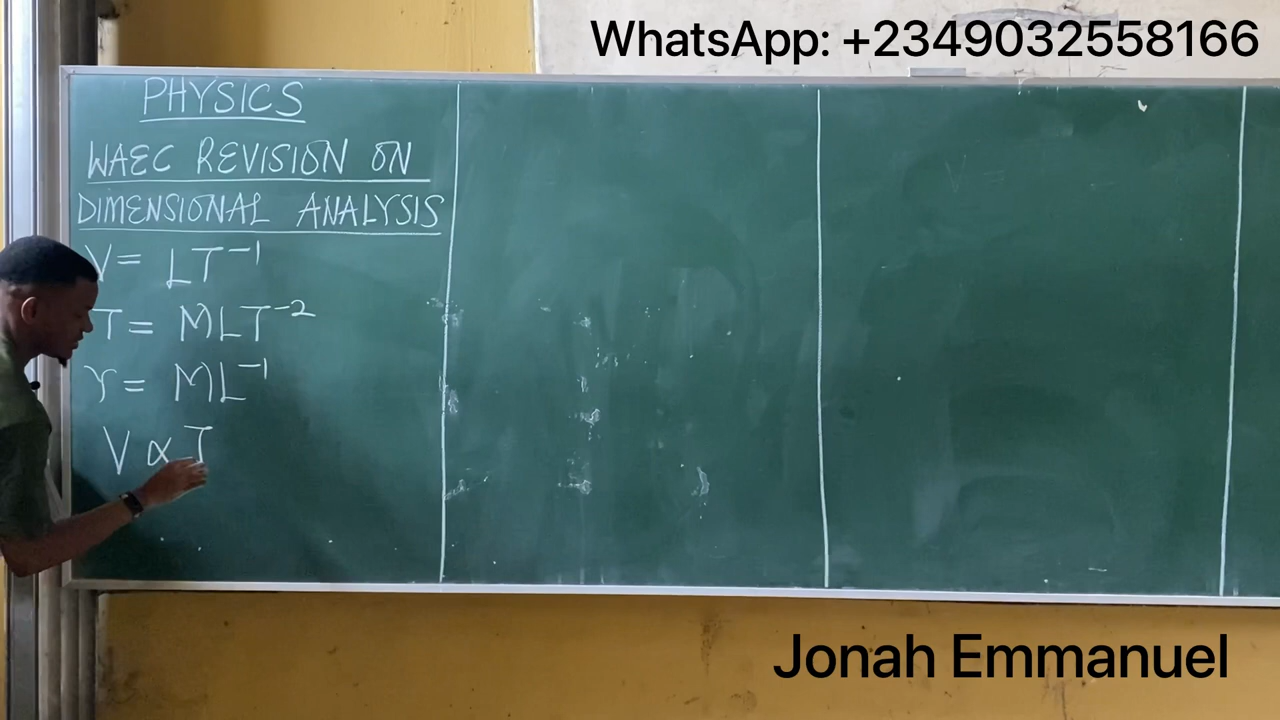 WhatsApp: +2349032558166
PHYSICS
WAEC REVISION ON
DIMENSIONAL ANALYSIS
V = LT⁻¹
T = MLT⁻²
γ = ML⁻¹
V ∝ T
Jonah Emmanuel